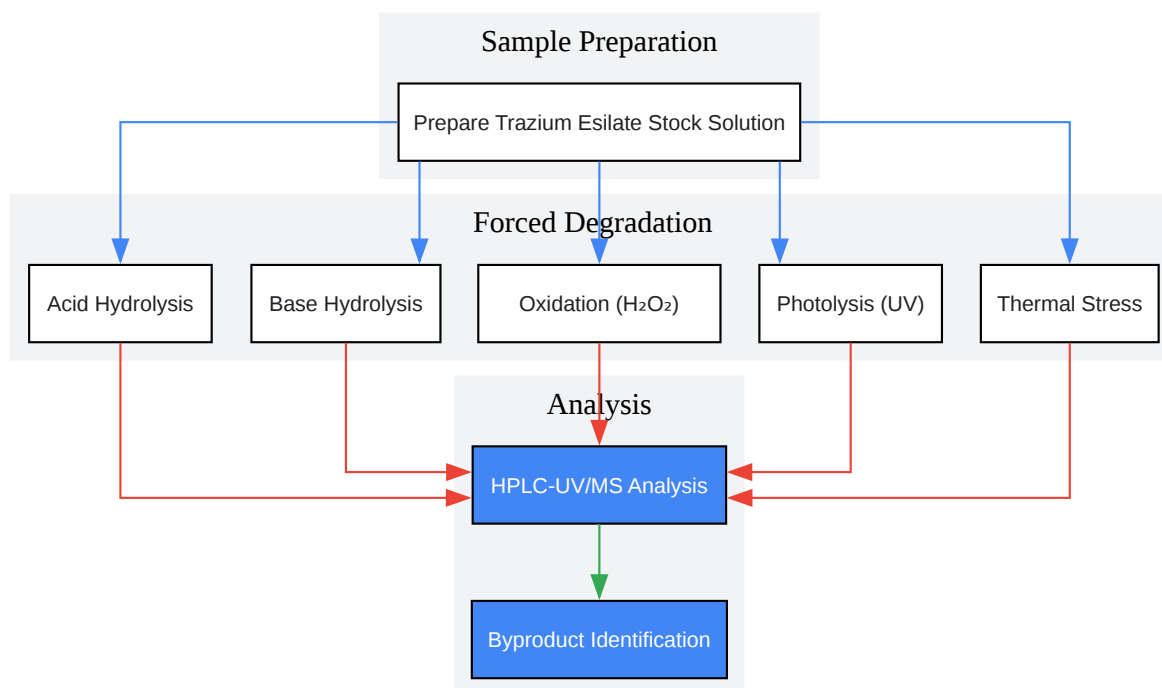 Sample Preparation
Prepare Trazium Esilate Stock Solution
Forced Degradation
Acid Hydrolysis
Base Hydrolysis
Oxidation (H₂O₂)
Photolysis (UV)
Thermal Stress
Analysis
HPLC-UV/MS Analysis
Byproduct Identification